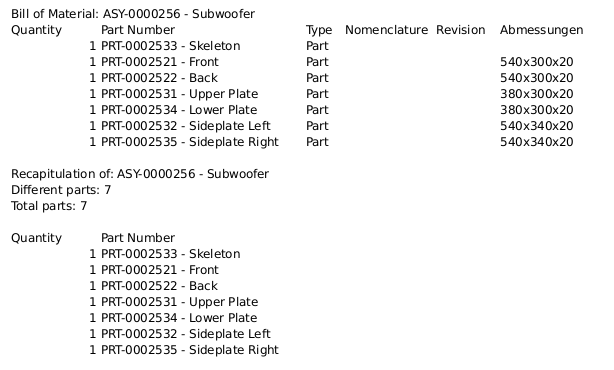 Bill of Material: ASY-0000256 - Subwoofer
Quantity Part Number Type Nomenclature Revision Abmessungen
1 PRT-0002533 - Skeleton Part
1 PRT-0002521 - Front Part 540x300x20
1 PRT-0002522 - Back Part 540x300x20
1 PRT-0002531 - Upper Plate Part 380x300x20
1 PRT-0002534 - Lower Plate Part 380x300x20
1 PRT-0002532 - Sideplate Left Part 540x340x20
1 PRT-0002535 - Sideplate Right Part 540x340x20
Recapitulation of: ASY-0000256 - Subwoofer
Different parts: 7
Total parts: 7
Quantity Part Number
1 PRT-0002533 - Skeleton
1 PRT-0002521 - Front
1 PRT-0002522 - Back
1 PRT-0002531 - Upper Plate
1 PRT-0002534 - Lower Plate
1 PRT-0002532 - Sideplate Left
1 PRT-0002535 - Sideplate Right